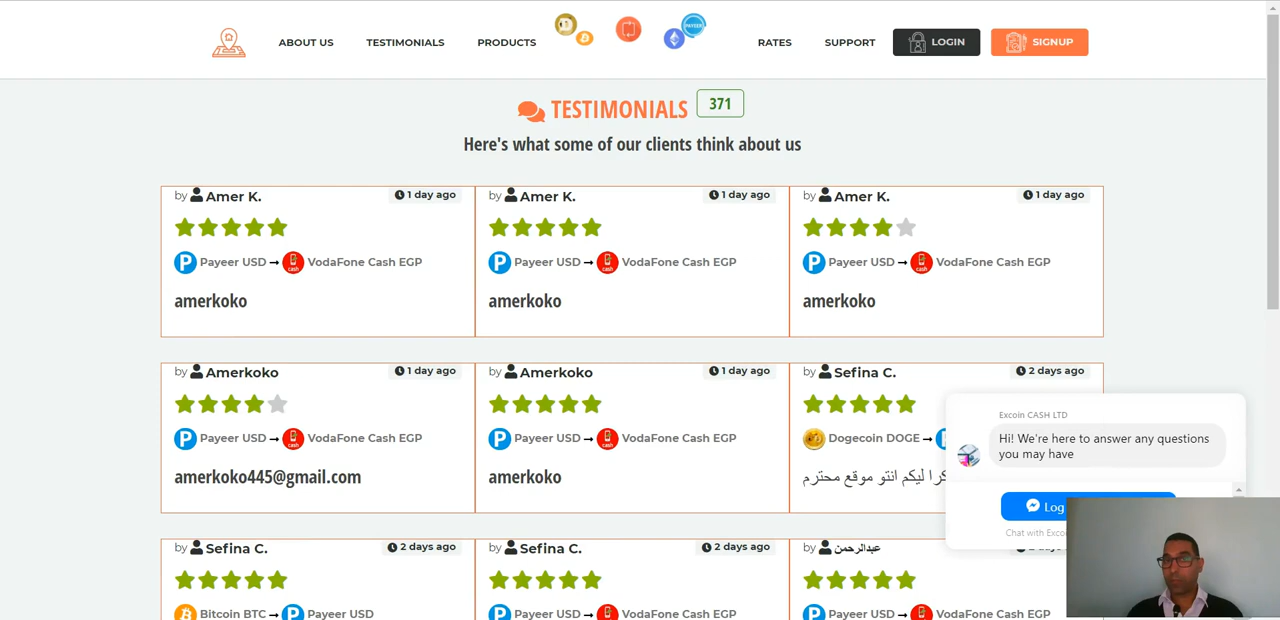 ABOUT US TESTIMONIALS PRODUCTS PAYEER RATES SUPPORT LOGIN SIGNUP
TESTIMONIALS 371
Here's what some of our clients think about us
by Amer K. 1 day ago
Payeer USD → VodaFone Cash EGP
amerkoko
by Amer K. 1 day ago
Payeer USD → VodaFone Cash EGP
amerkoko
by Amer K. 1 day ago
Payeer USD → VodaFone Cash EGP
amerkoko
by Amerkoko 1 day ago
Payeer USD → VodaFone Cash EGP
amerkoko445@gmail.com
by Amerkoko 1 day ago
Payeer USD → VodaFone Cash EGP
amerkoko
by Sefina C. 2 days ago
Dogecoin DOGE →
ليكم انتو موقع محترم
by Sefina C. 2 days ago
Bitcoin BTC → Payeer USD
by Sefina C. 2 days ago
Payeer USD → VodaFone Cash EGP
by عبدالرحمن
Payeer USD → VodaFone Cash EGP
Excoin CASH LTD
Hi! We're here to answer any questions
you may have
Log
Chat with